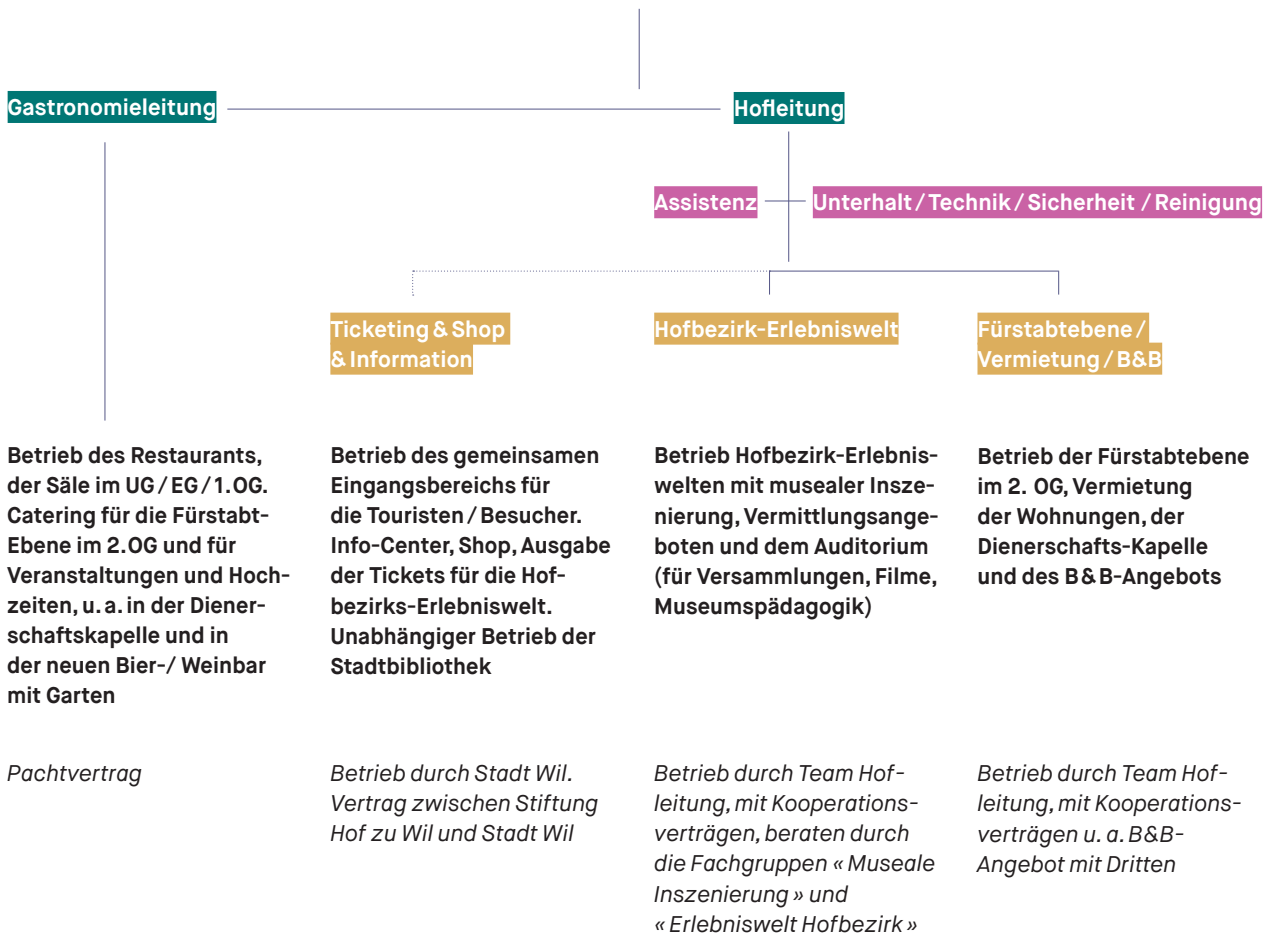 Gastronomieleitung
Hofleitung
Assistenz
Unterhalt / Technik / Sicherheit / Reinigung
Ticketing & Shop
& Information
Hofbezirk-Erlebniswelt
Fürstabtebene /
Vermietung / B&B
Betrieb des Restaurants,
der Säle im UG / EG / 1. OG.
Catering für die Fürstabt-
Ebene im 2. OG und für
Veranstaltungen und Hoch-
zeiten, u. a. in der Diener-
schaftskapelle und in
der neuen Bier-/ Weinbar
mit Garten
Betrieb des gemeinsamen
Eingangsbereichs für
die Touristen / Besucher.
Info-Center, Shop, Ausgabe
der Tickets für die Hof-
bezirks-Erlebniswelt.
Unabhängiger Betrieb der
Stadtbibliothek
Betrieb Hofbezirk-Erlebnis-
welten mit musealer Insze-
nierung, Vermittlungsange-
boten und dem Auditorium
(für Versammlungen, Filme,
Museumspädagogik)
Betrieb der Fürstabtebene
im 2. OG, Vermietung
der Wohnungen, der
Dienerschafts-Kapelle
und des B & B-Angebots
Pachtvertrag
Betrieb durch Stadt Wil.
Vertrag zwischen Stiftung
Hof zu Wil und Stadt Wil
Betrieb durch Team Hof-
leitung, mit Kooperations-
verträgen, beraten durch
die Fachgruppen « Museale
Inszenierung » und
« Erlebniswelt Hofbezirk »
Betrieb durch Team Hof-
leitung, mit Kooperations-
verträgen u. a. B&B-
Angebot mit Dritten